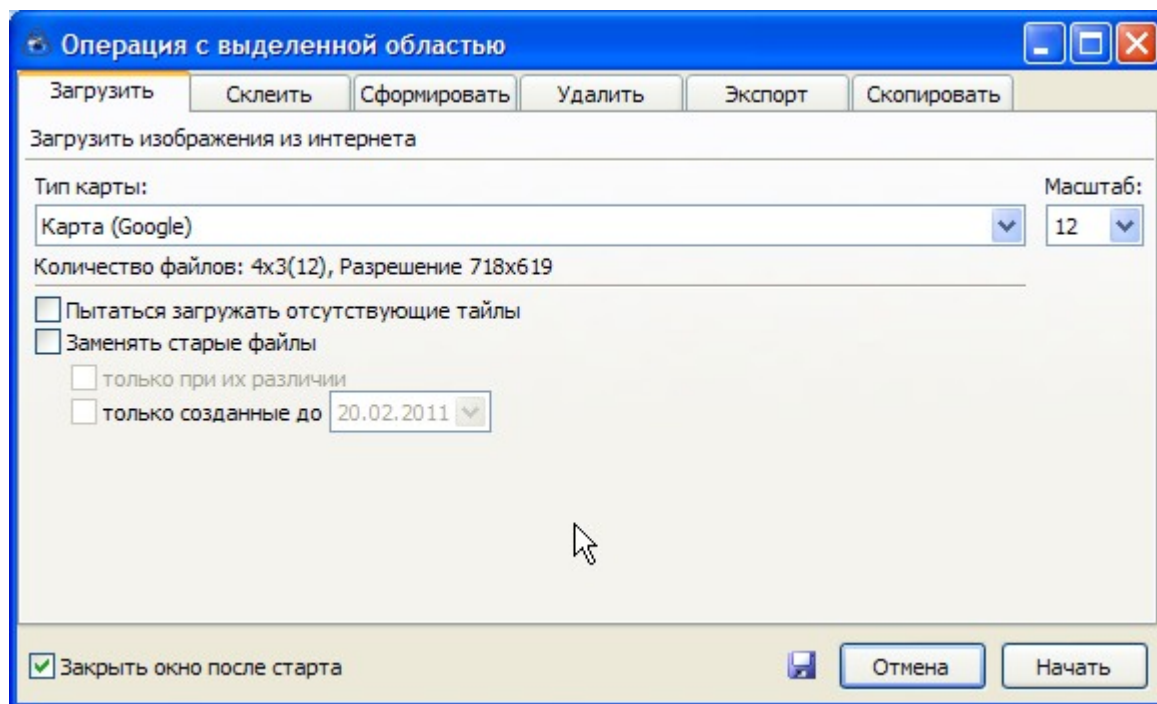 Операция с выделенной областью
Загрузить Склеить Сформировать Удалить Экспорт Скопировать
Загрузить изображения из интернета
Тип карты: Масштаб:
Карта (Google) 12
Количество файлов: 4x3(12), Разрешение 718x619
Пытаться загружать отсутствующие тайлы
Заменять старые файлы
только при их различии
только созданные до 20.02.2011
Закрыть окно после старта Отмена Начать